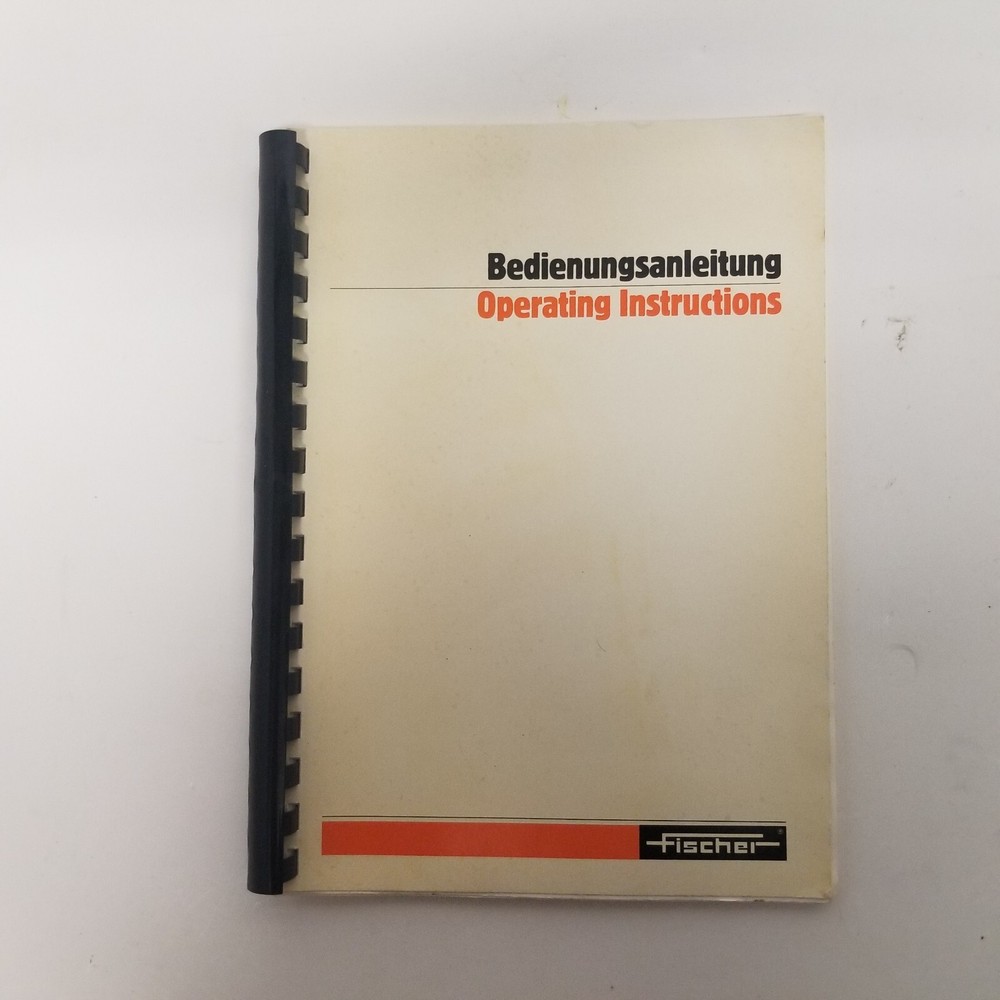 Bedienungsanleitung
Operating Instructions
fischer®